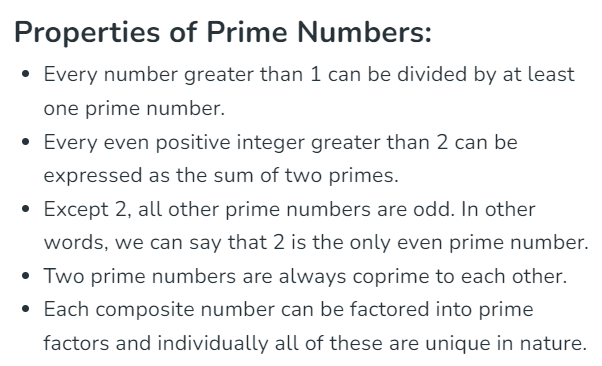 Properties of Prime Numbers:
• Every number greater than 1 can be divided by at least
one prime number.
• Every even positive integer greater than 2 can be
expressed as the sum of two primes.
• Except 2, all other prime numbers are odd. In other
words, we can say that 2 is the only even prime number.
• Two prime numbers are always coprime to each other.
• Each composite number can be factored into prime
factors and individually all of these are unique in nature.